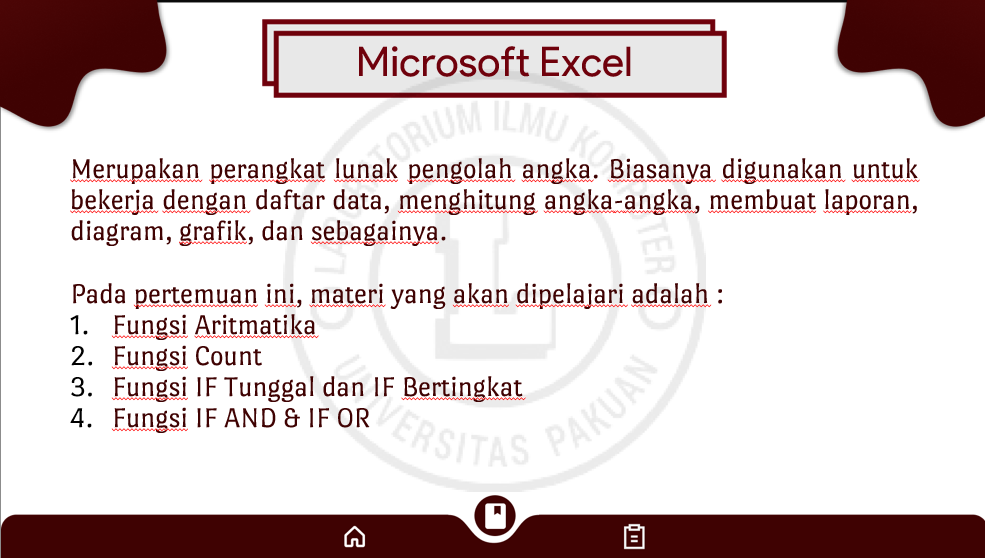 Microsoft Excel
Merupakan perangkat lunak pengolah angka. Biasanya digunakan untuk
bekerja dengan daftar data, menghitung angka-angka, membuat laporan,
diagram, grafik, dan sebagainya.
Pada pertemuan ini, materi yang akan dipelajari adalah :
1. Fungsi Aritmatika
2. Fungsi Count
3. Fungsi IF Tunggal dan IF Bertingkat
4. Fungsi IF AND & IF OR
LABORATORIUM ILMU KOMPUTER
UNIVERSITAS PAKUAN